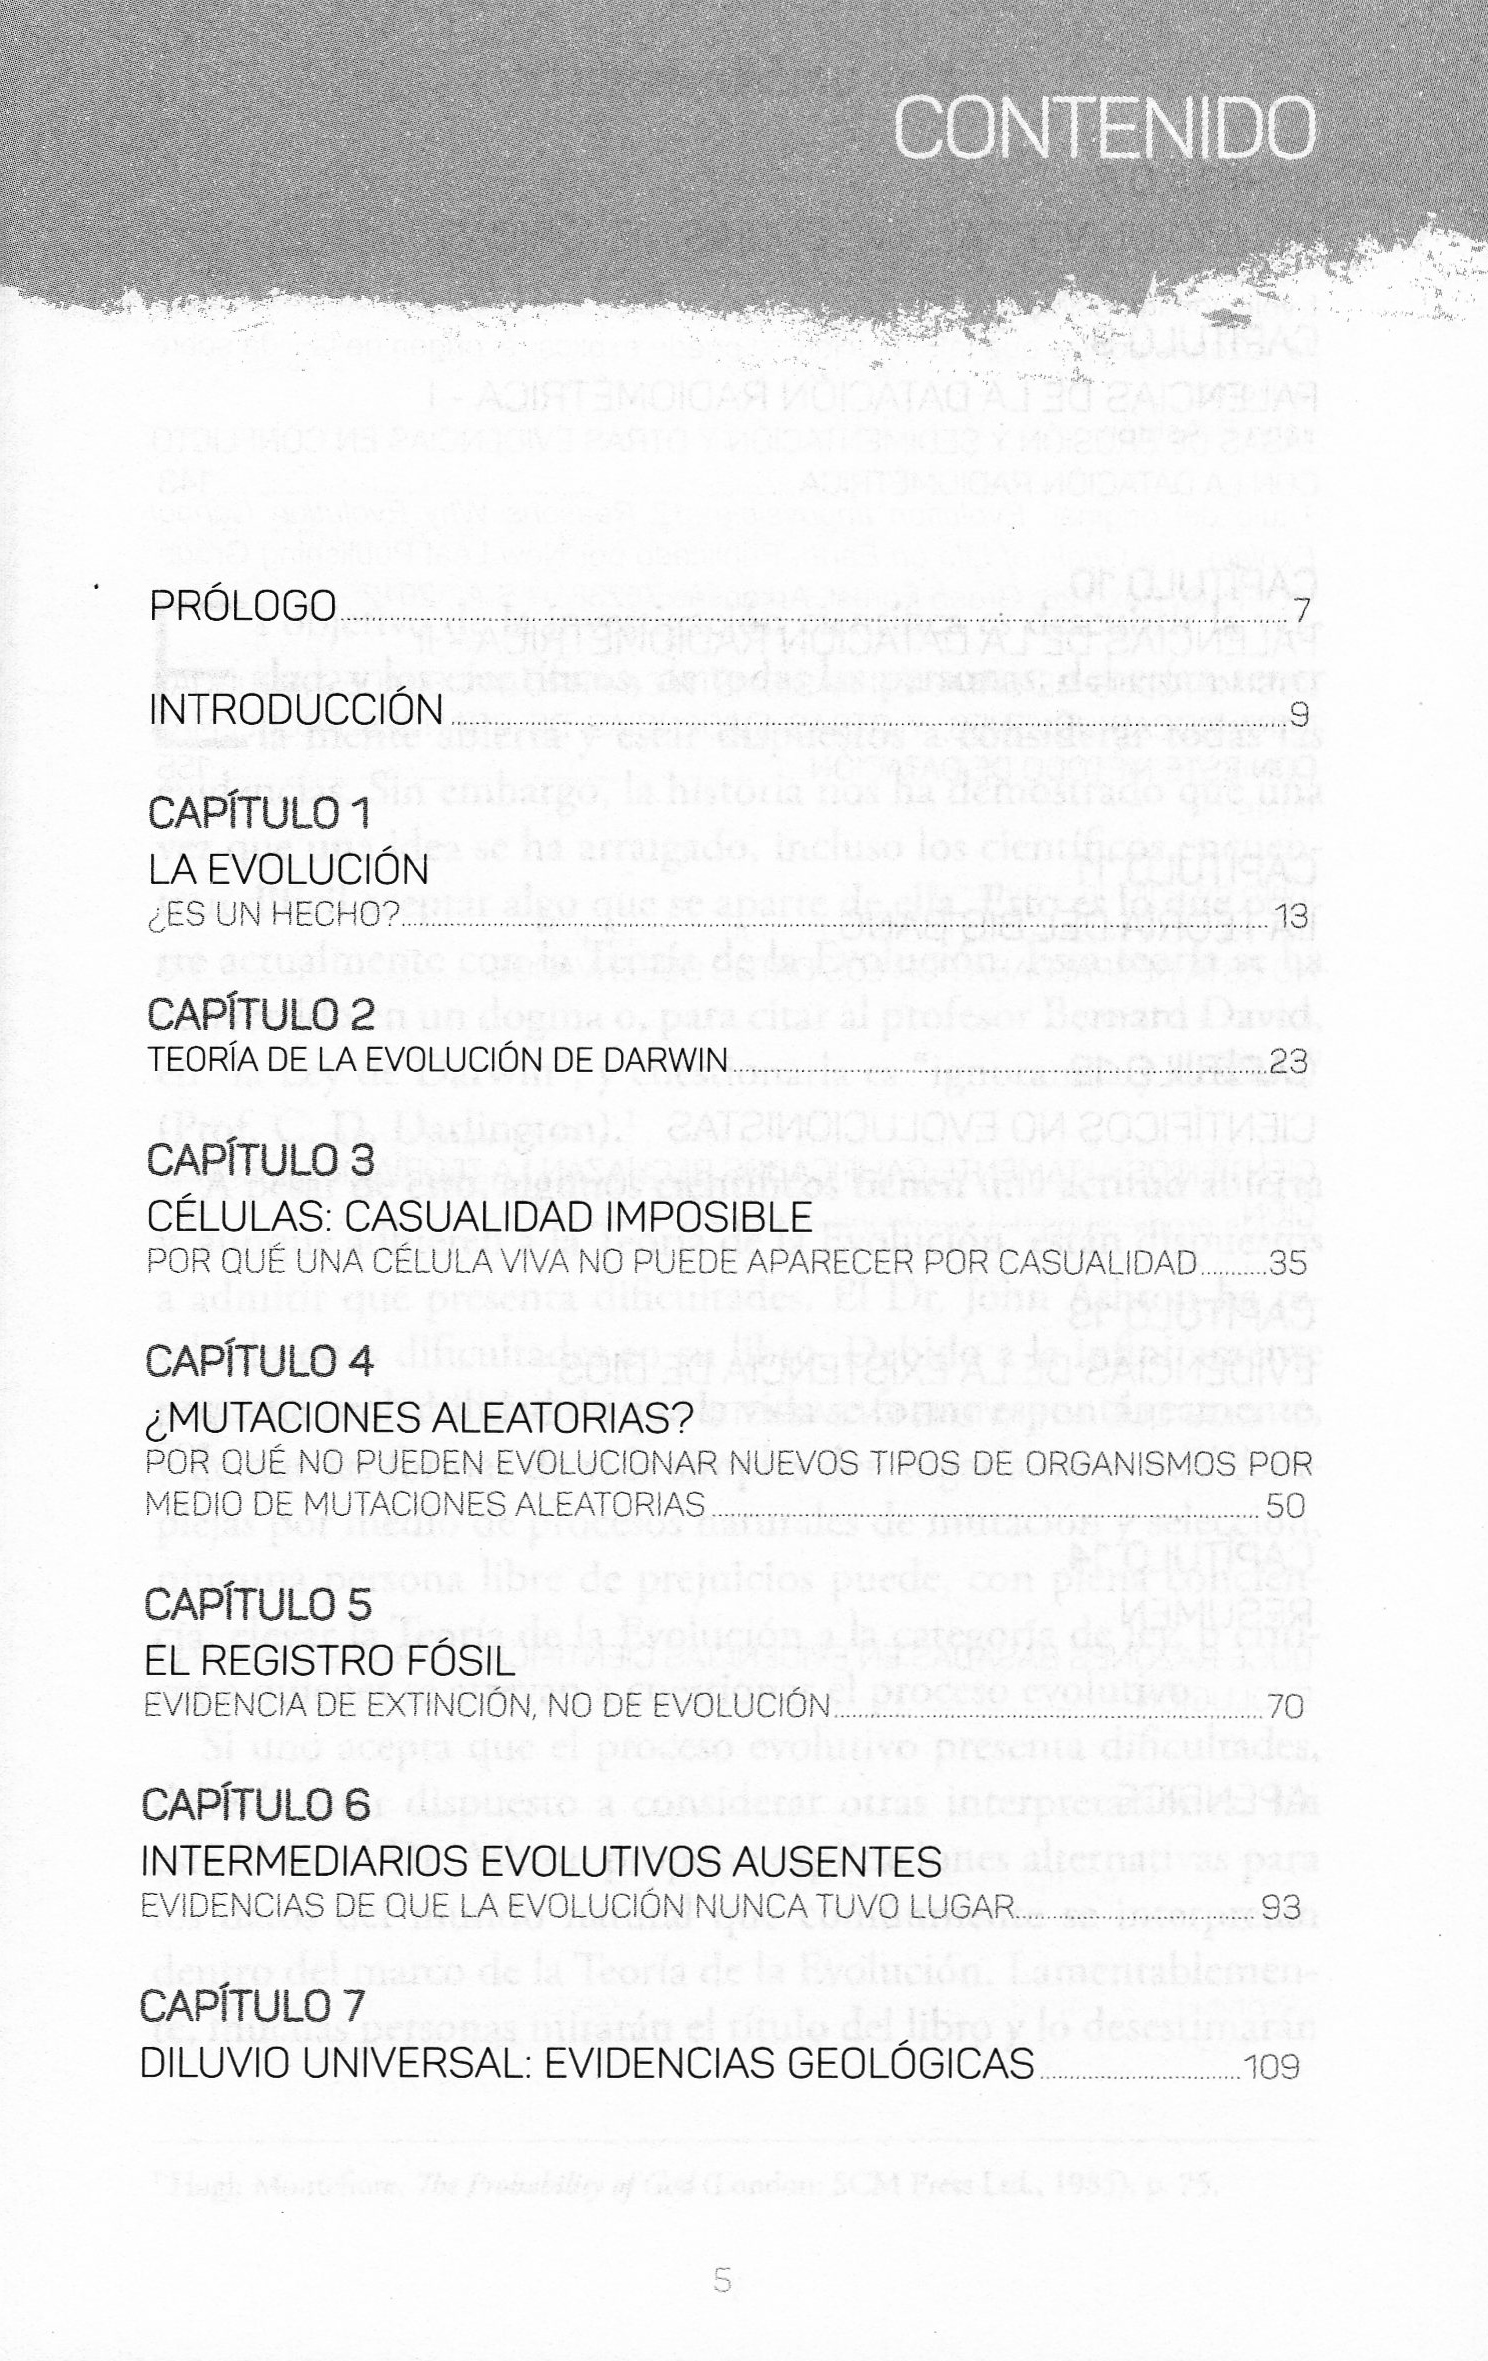 CONTENIDO
PRÓLOGO 7
INTRODUCCIÓN 9
CAPÍTULO 1
LA EVOLUCIÓN
¿ES UN HECHO? 13
CAPÍTULO 2
TEORÍA DE LA EVOLUCIÓN DE DARWIN 23
CAPÍTULO 3
CÉLULAS: CASUALIDAD IMPOSIBLE
POR QUÉ UNA CÉLULA VIVA NO PUEDE APARECER POR CASUALIDAD 35
CAPÍTULO 4
¿MUTACIONES ALEATORIAS?
POR QUÉ NO PUEDEN EVOLUCIONAR NUEVOS TIPOS DE ORGANISMOS POR
MEDIO DE MUTACIONES ALEATORIAS 50
CAPÍTULO 5
EL REGISTRO FÓSIL
EVIDENCIA DE EXTINCIÓN, NO DE EVOLUCIÓN 70
CAPÍTULO 6
INTERMEDIARIOS EVOLUTIVOS AUSENTES
EVIDENCIAS DE QUE LA EVOLUCIÓN NUNCA TUVO LUGAR 93
CAPÍTULO 7
DILUVIO UNIVERSAL: EVIDENCIAS GEOLÓGICAS 109
5